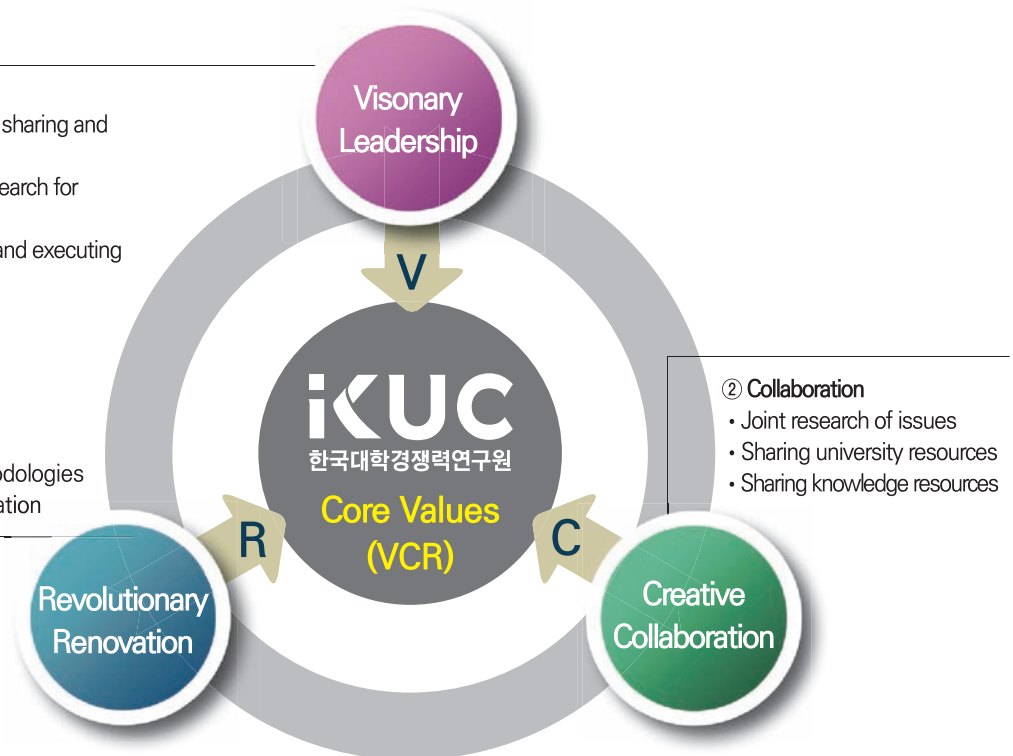 Visonary
Leadership
sharing and
earch for
and executing
V
iKUC
한국대학경쟁력연구원
Core Values
(VCR)
② Collaboration
• Joint research of issues
• Sharing university resources
• Sharing knowledge resources
odologies
ation
R
C
Revolutionary
Renovation
Creative
Collaboration